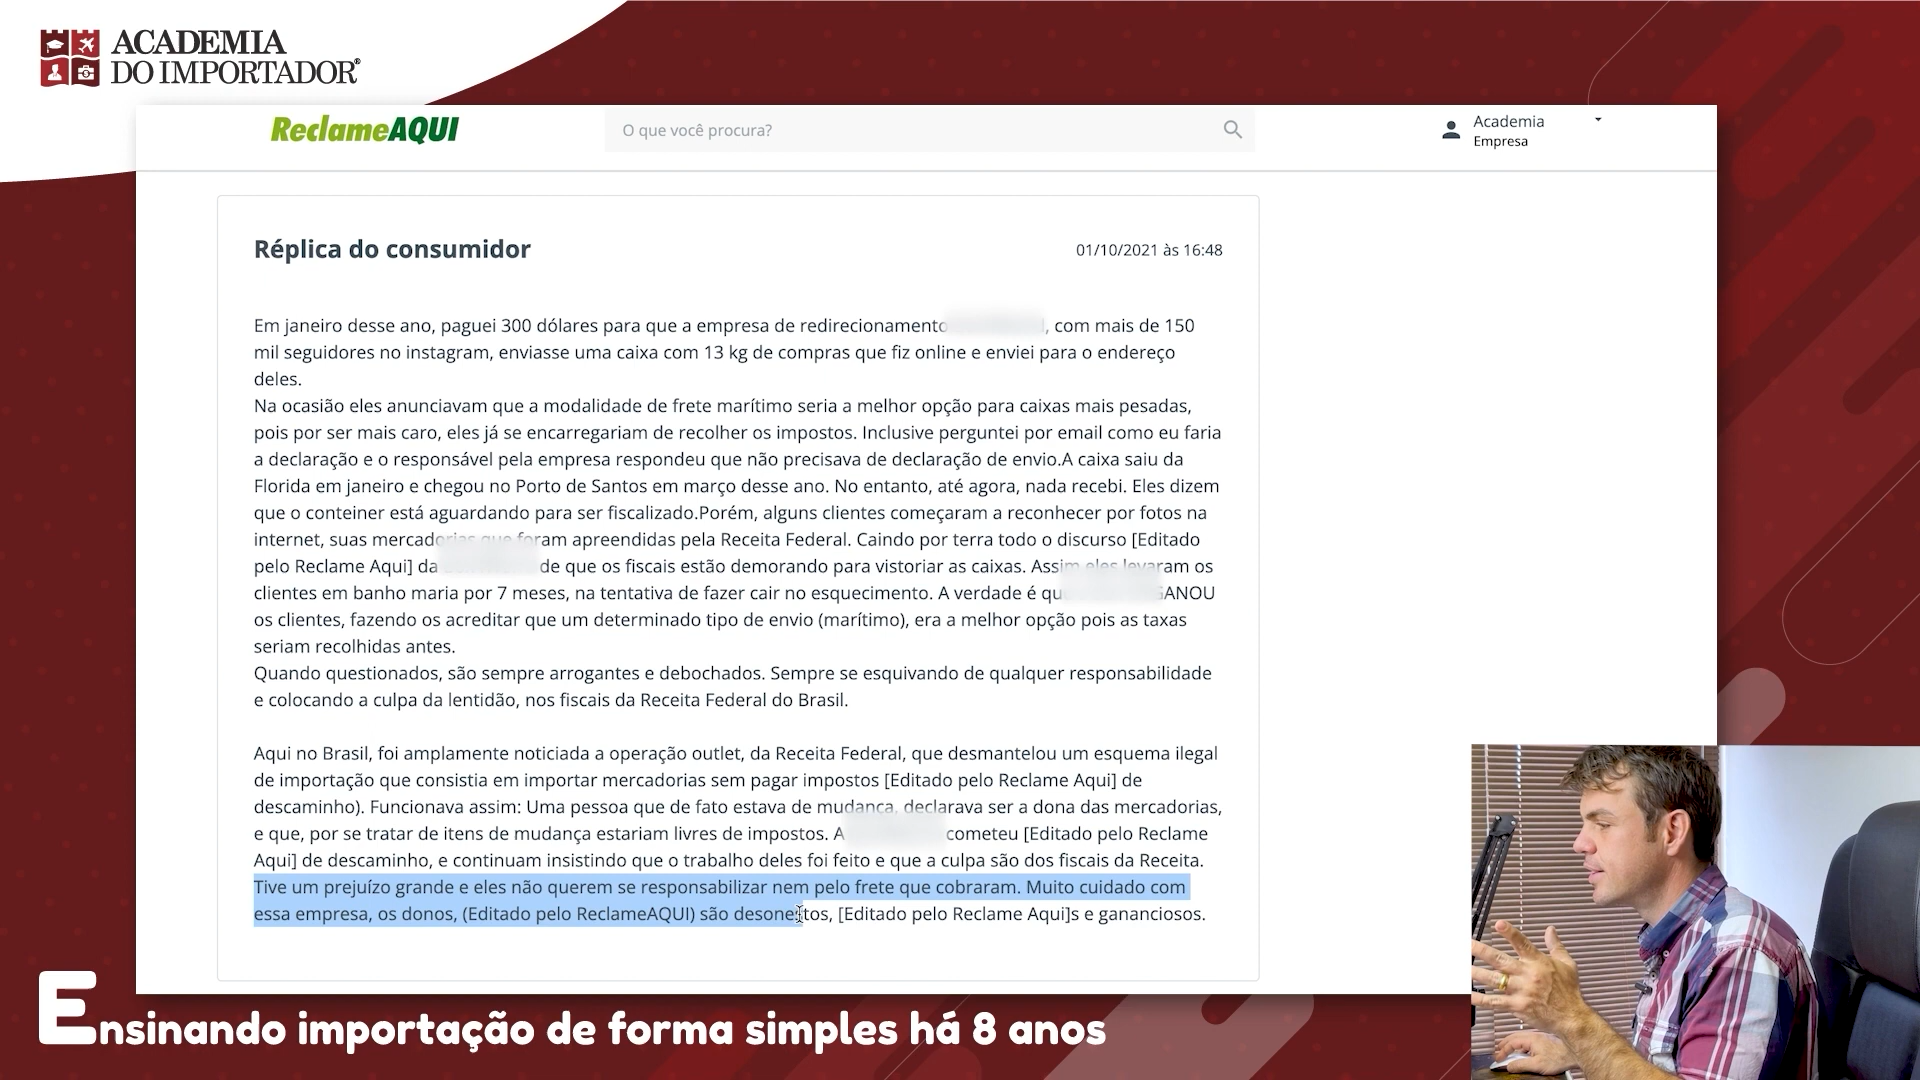 ACADEMIA
DO IMPORTADOR®
ReclameAQUI
O que você procura?
Academia
Empresa
Réplica do consumidor
01/10/2021 às 16:48
Em janeiro desse ano, paguei 300 dólares para que a empresa de redirecionamento , com mais de 150
mil seguidores no instagram, enviasse uma caixa com 13 kg de compras que fiz online e enviei para o endereço
deles.
Na ocasião eles anunciavam que a modalidade de frete marítimo seria a melhor opção para caixas mais pesadas,
pois por ser mais caro, eles já se encarregariam de recolher os impostos. Inclusive perguntei por email como eu faria
a declaração e o responsável pela empresa respondeu que não precisava de declaração de envio.A caixa saiu da
Florida em janeiro e chegou no Porto de Santos em março desse ano. No entanto, até agora, nada recebi. Eles dizem
que o conteiner está aguardando para ser fiscalizado.Porém, alguns clientes começaram a reconhecer por fotos na
internet, suas mercadorias que foram apreendidas pela Receita Federal. Caindo por terra todo o discurso [Editado
pelo Reclame Aqui] da de que os fiscais estão demorando para vistoriar as caixas. Assim eles levaram os
clientes em banho maria por 7 meses, na tentativa de fazer cair no esquecimento. A verdade é que GANOU
os clientes, fazendo os acreditar que um determinado tipo de envio (marítimo), era a melhor opção pois as taxas
seriam recolhidas antes.
Quando questionados, são sempre arrogantes e debochados. Sempre se esquivando de qualquer responsabilidade
e colocando a culpa da lentidão, nos fiscais da Receita Federal do Brasil.
Aqui no Brasil, foi amplamente noticiada a operação outlet, da Receita Federal, que desmantelou um esquema ilegal
de importação que consistia em importar mercadorias sem pagar impostos [Editado pelo Reclame Aqui] de
descaminho). Funcionava assim: Uma pessoa que de fato estava de mudança, declarava ser a dona das mercadorias,
e que, por se tratar de itens de mudança estariam livres de impostos. A cometeu [Editado pelo Reclame
Aqui] de descaminho, e continuam insistindo que o trabalho deles foi feito e que a culpa são dos fiscais da Receita.
Tive um prejuízo grande e eles não querem se responsabilizar nem pelo frete que cobraram. Muito cuidado com
essa empresa, os donos, (Editado pelo ReclameAQUI) são desonestos, [Editado pelo Reclame Aqui]s e gananciosos.
Ensinando importação de forma simples há 8 anos